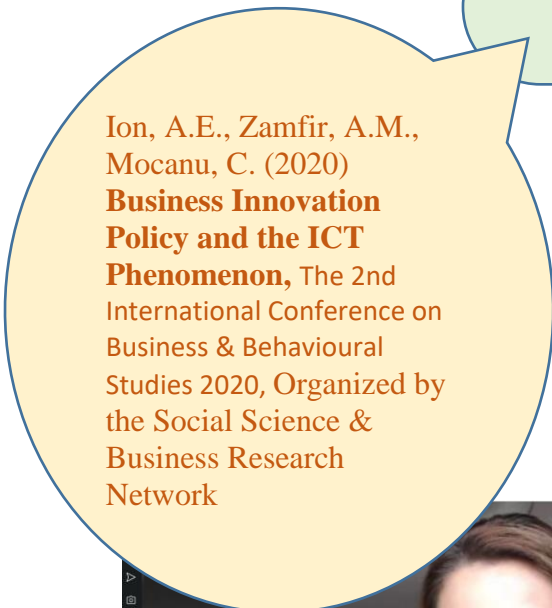 Ion, A.E., Zamfir, A.M.,
Mocanu, C. (2020)
Business Innovation
Policy and the ICT
Phenomenon, The 2nd
International Conference on
Business & Behavioural
Studies 2020, Organized by
the Social Science &
Business Research
Network